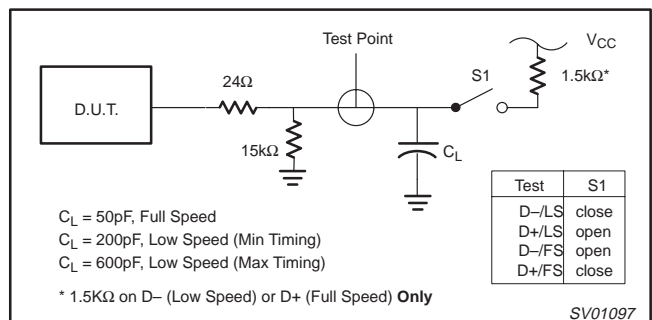 Test Point
V_CC
S1
1.5kΩ*
24Ω
D.U.T.
15kΩ
C_L
Test S1
D–/LS close
D+/LS open
D–/FS open
D+/FS close
C_L = 50pF, Full Speed
C_L = 200pF, Low Speed (Min Timing)
C_L = 600pF, Low Speed (Max Timing)
* 1.5KΩ on D– (Low Speed) or D+ (Full Speed) Only
SV01097